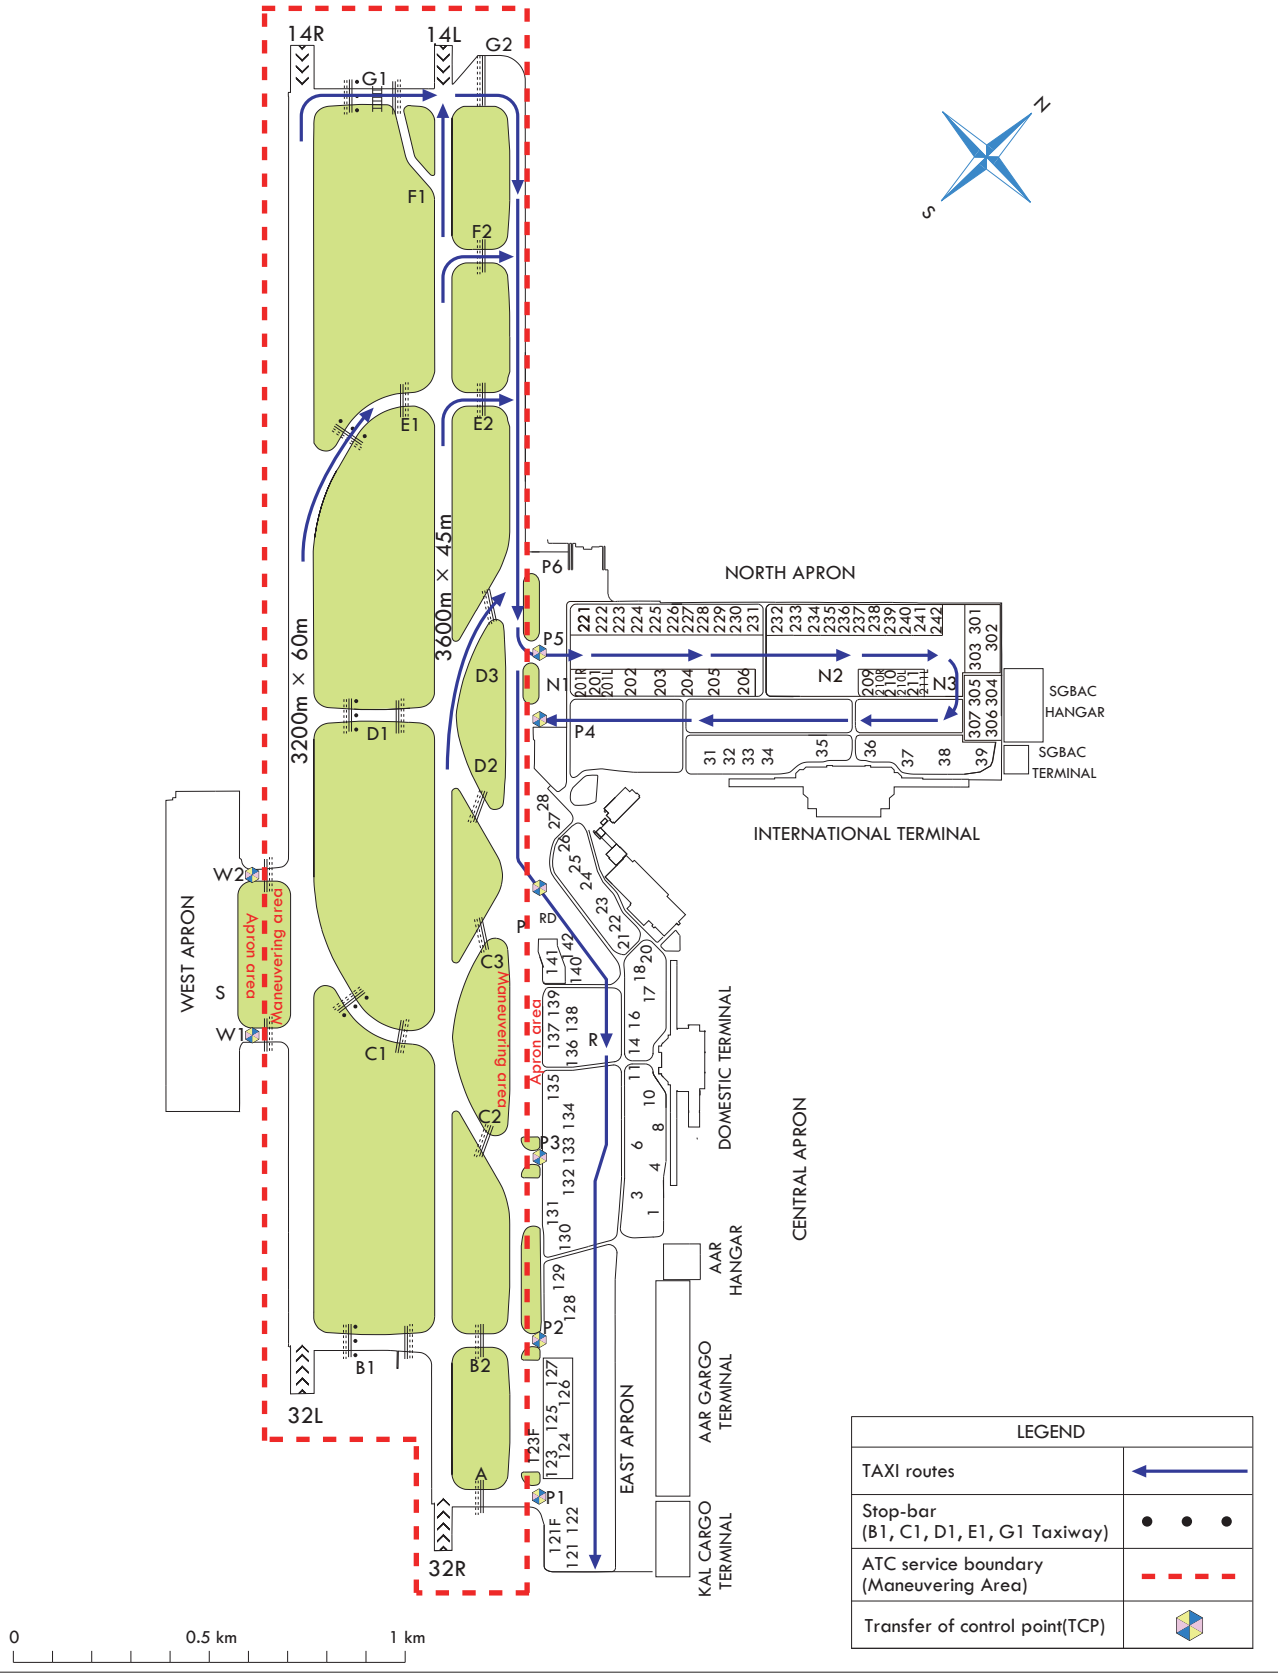 14R
14L
G2
G1
N
S
F1
F2
E1
E2
3600m × 45m
3200m × 60m
P6
NORTH APRON
221
222
223
224
225
226
227
228
229
230
231
232
233
234
235
236
237
238
239
240
241
242
301
302
303
P5
D3
N1
201R
201
201L
202
203
204
205
206
N2
209
210R
210
210L
211
211L
N3
305
304
307
306
SGBAC
HANGAR
D1
P4
D2
31
32
33
34
35
36
37
38
39
SGBAC
TERMINAL
INTERNATIONAL TERMINAL
28
27
26
25
24
23
22
21
W2
Apron area
Maneuvering area
WEST APRON
S
W1
P
RD
142
141
140
C3
20
18
17
16
14
Maneuvering area
Apron area
139
137
138
136
R
C1
135
134
11
10
8
6
4
3
1
DOMESTIC TERMINAL
CENTRAL APRON
C2
P3
133
132
131
130
129
128
AAR
HANGAR
P2
B1
B2
127
126
125
124
123
123F
EAST APRON
AAR GARGO
TERMINAL
32L
A
P1
122
121F
121
KAL CARGO
TERMINAL
32R
LEGEND
TAXI routes
Stop-bar
(B1, C1, D1, E1, G1 Taxiway)
ATC service boundary
(Maneuvering Area)
Transfer of control point(TCP)
0
0.5 km
1 km